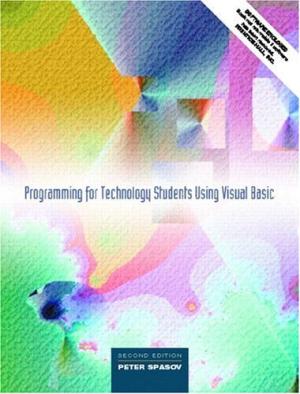 Programming for Technology Students Using Visual Basic
SECOND EDITION
PETER SPASOV